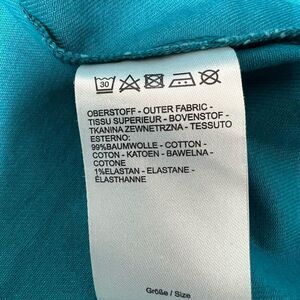 30
OBERSTOFF - OUTER FABRIC -
TISSU SUPERIEUR - BOVENSTOF -
TKANINA ZEWNETRZNA - TESSUTO
ESTERNO:
99%BAUMWOLLE - COTTON -
COTON - KATOEN - BAWELNA -
COTONE
1%ELASTAN - ELASTANE -
ÉLASTHANNE
Größe / Size